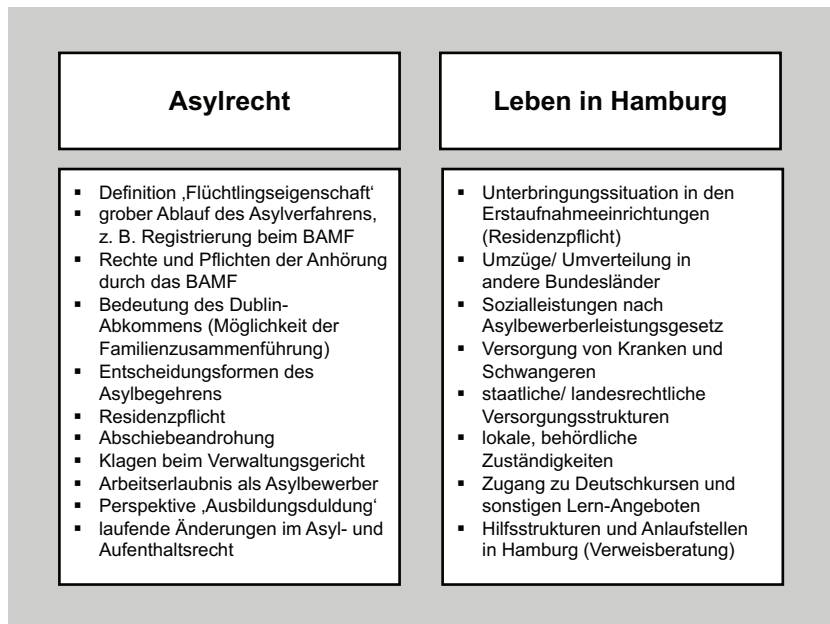 Asylrecht
▪ Definition ‚Flüchtlingseigenschaft‘
▪ grober Ablauf des Asylverfahrens,
z. B. Registrierung beim BAMF
▪ Rechte und Pflichten der Anhörung
durch das BAMF
▪ Bedeutung des Dublin-
Abkommens (Möglichkeit der
Familienzusammenführung)
▪ Entscheidungsformen des
Asylbegehrens
▪ Residenzpflicht
▪ Abschiebeandrohung
▪ Klagen beim Verwaltungsgericht
▪ Arbeitserlaubnis als Asylbewerber
▪ Perspektive ‚Ausbildungsduldung‘
▪ laufende Änderungen im Asyl- und
Aufenthaltsrecht
Leben in Hamburg
▪ Unterbringungssituation in den
Erstaufnahmeeinrichtungen
(Residenzpflicht)
▪ Umzüge/ Umverteilung in
andere Bundesländer
▪ Sozialleistungen nach
Asylbewerberleistungsgesetz
▪ Versorgung von Kranken und
Schwangeren
▪ staatliche/ landesrechtliche
Versorgungsstrukturen
▪ lokale, behördliche
Zuständigkeiten
▪ Zugang zu Deutschkursen und
sonstigen Lern-Angeboten
▪ Hilfsstrukturen und Anlaufstellen
in Hamburg (Verweisberatung)